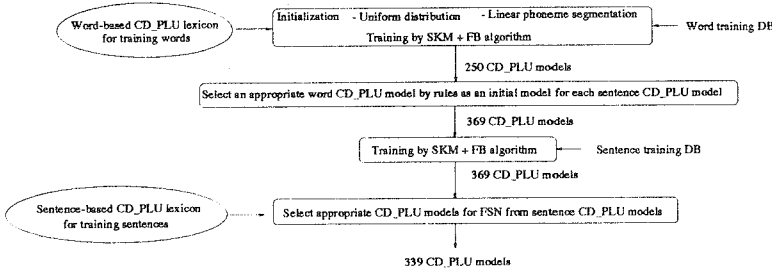 Word-based CD_PLU lexicon
for training words
Initialization - Uniform distribution - Linear phoneme segmentation
Training by SKM + FB algorithm
Word training DB
250 CD_PLU models
Select an appropriate word CD_PLU model by rules as an initial model for each sentence CD_PLU model
369 CD_PLU models
Training by SKM + FB algorithm
Sentence training DB
369 CD_PLU models
Sentence-based CD_PLU lexicon
for training sentences
Select appropriate CD_PLU models for FSN from sentence CD_PLU models
339 CD_PLU models